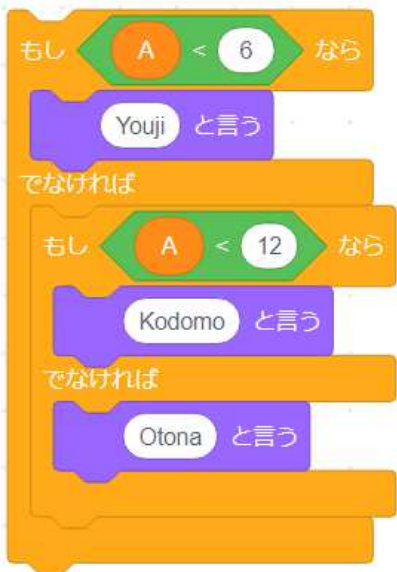 もし A < 6 なら
Youji と言う
でなければ
もし A < 12 なら
Kodomo と言う
でなければ
Otona と言う